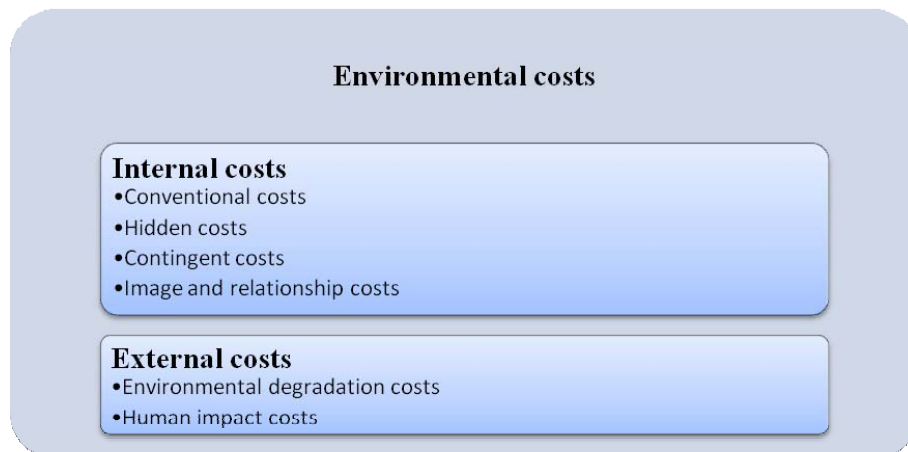 Environmental costs
Internal costs
•Conventional costs
•Hidden costs
•Contingent costs
•Image and relationship costs
External costs
•Environmental degradation costs
•Human impact costs